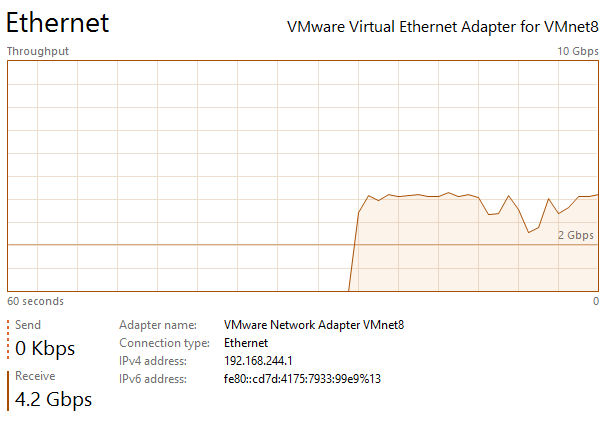 Ethernet
VMware Virtual Ethernet Adapter for VMnet8
Throughput
10 Gbps
2 Gbps
60 seconds
0
Send
0 Kbps
Receive
4.2 Gbps
Adapter name: VMware Network Adapter VMnet8
Connection type: Ethernet
IPv4 address: 192.168.244.1
IPv6 address: fe80::cd7d:4175:7933:99e9%13